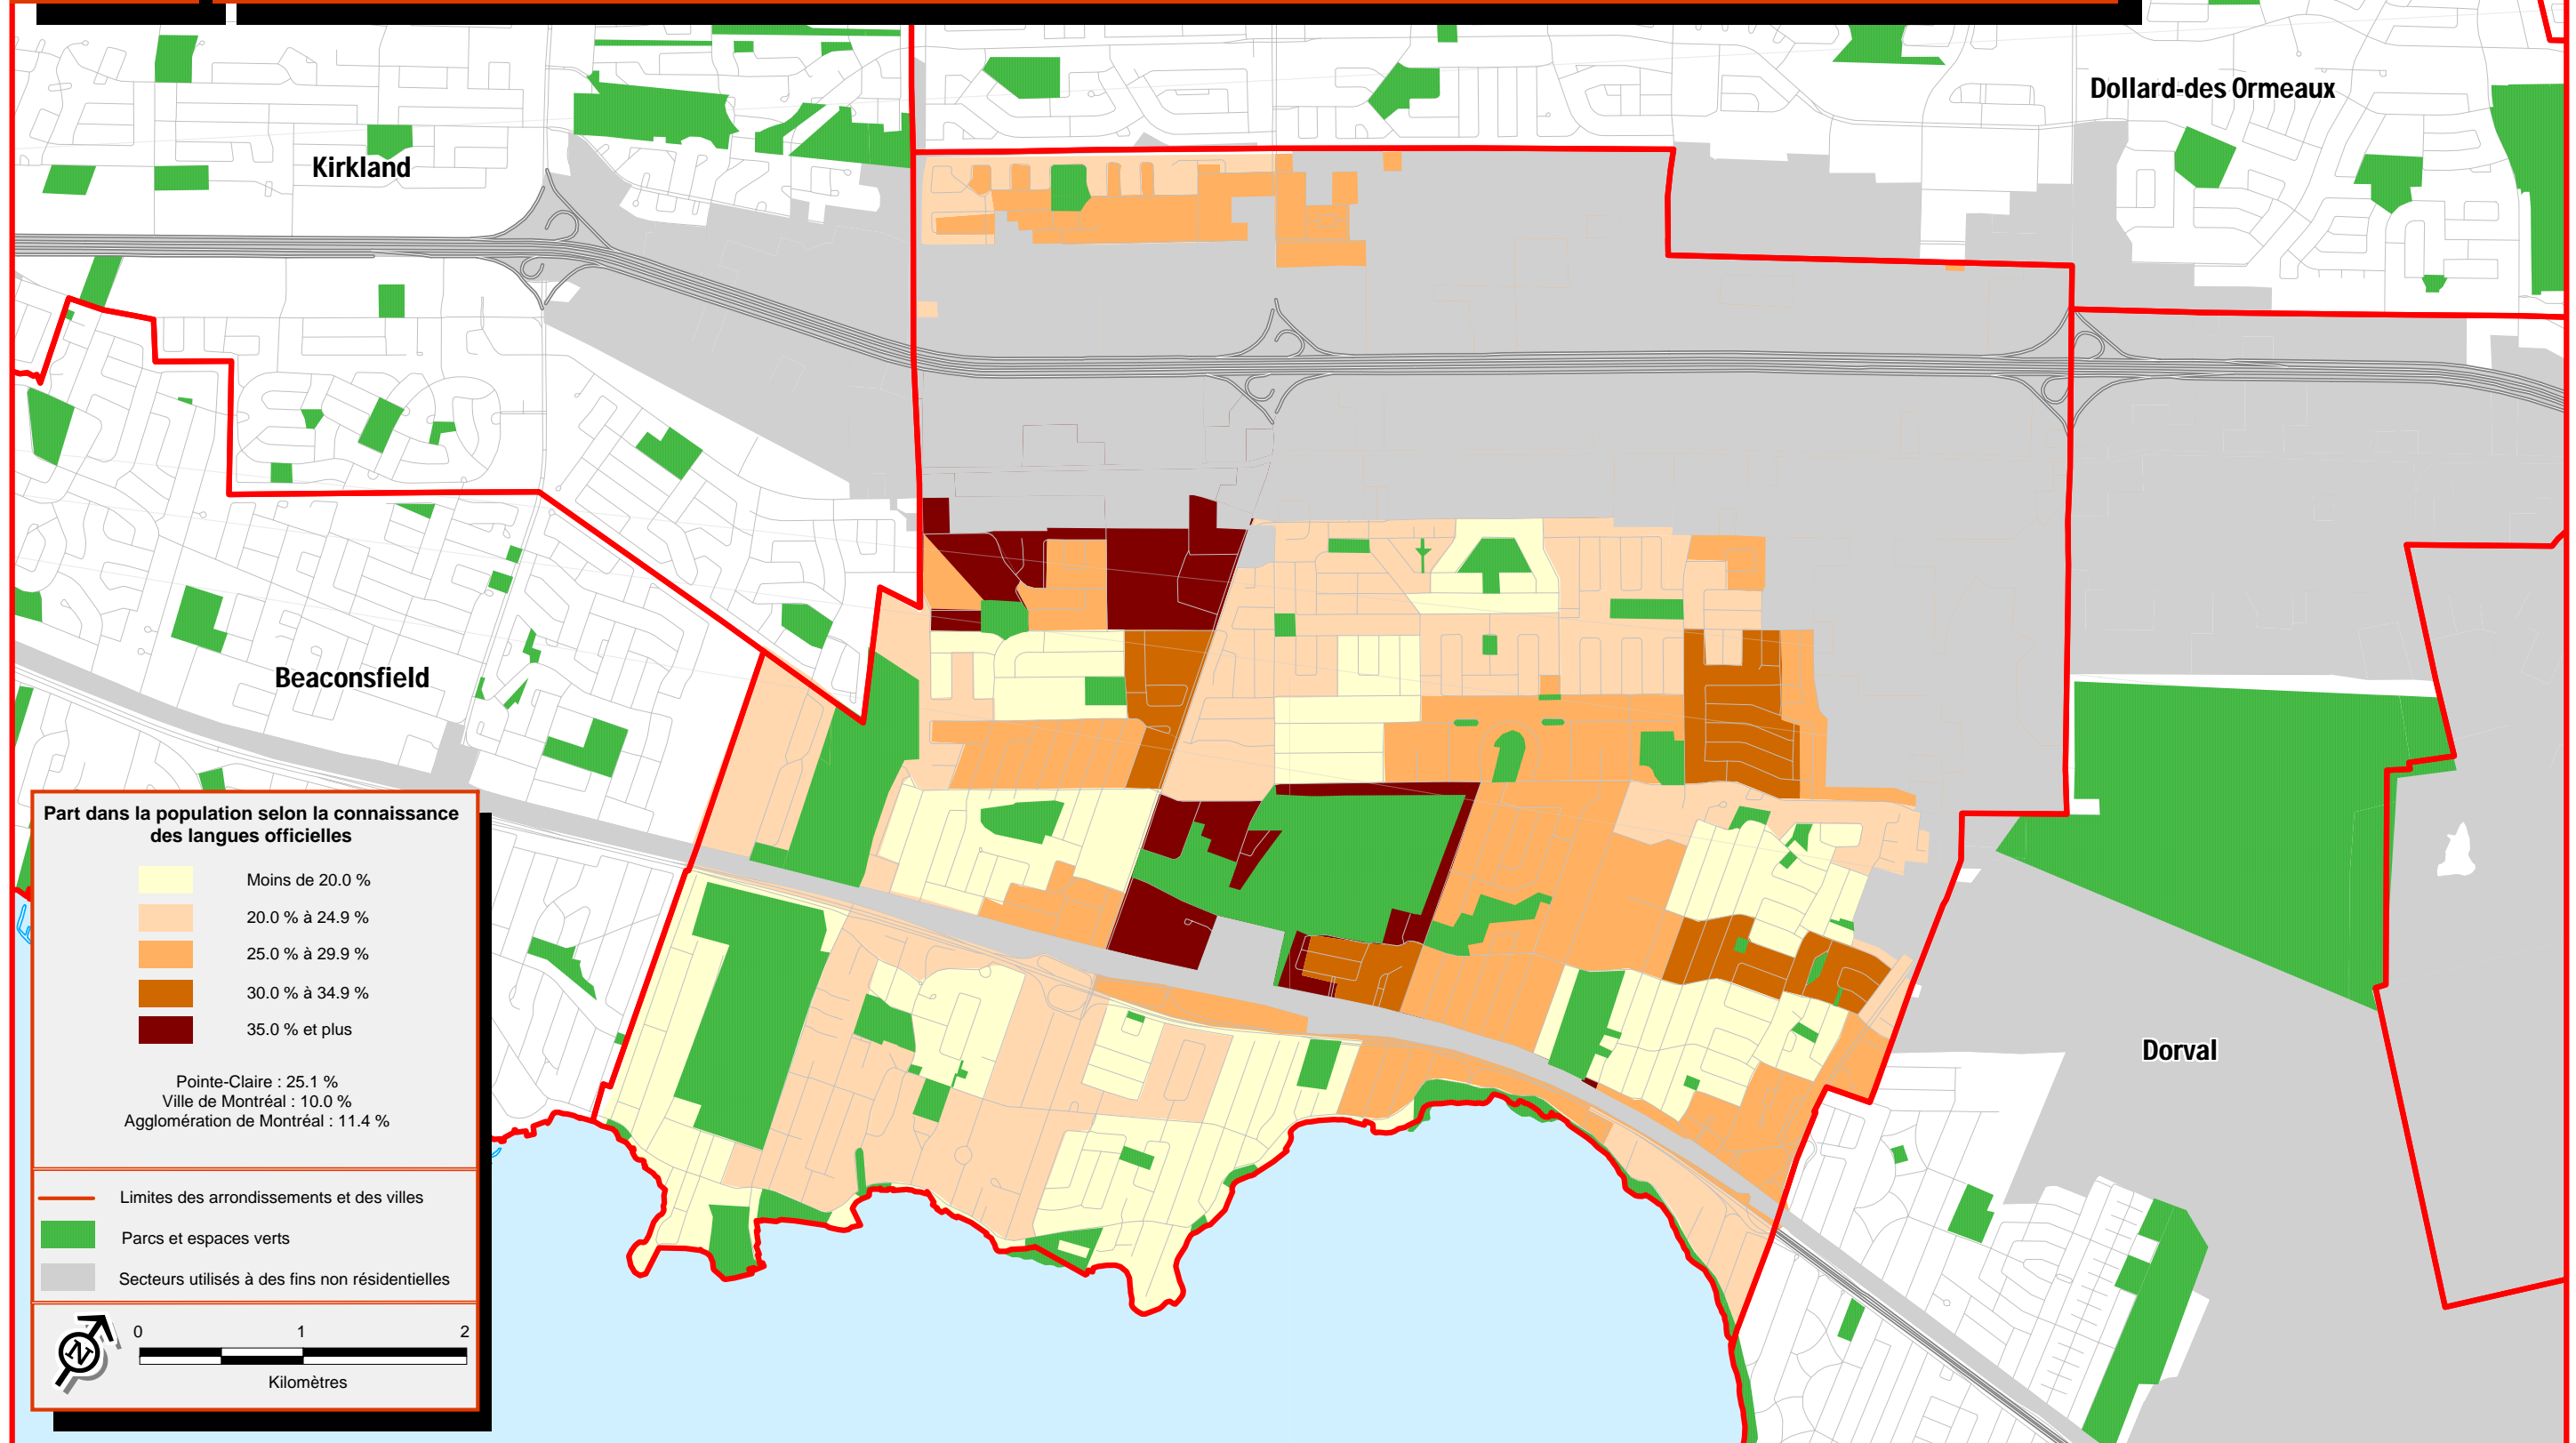 Dollard-des Ormeaux
Kirkland
Beaconsfield
Dorval
Part dans la population selon la connaissance
des langues officielles
Moins de 20.0 %
20.0 % à 24.9 %
25.0 % à 29.9 %
30.0 % à 34.9 %
35.0 % et plus
Pointe-Claire : 25.1 %
Ville de Montréal : 10.0 %
Agglomération de Montréal : 11.4 %
Limites des arrondissements et des villes
Parcs et espaces verts
Secteurs utilisés à des fins non résidentielles
N
0 1 2
Kilomètres